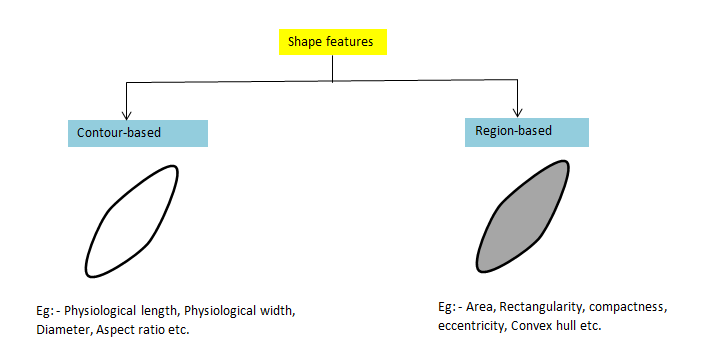 Shape features
Contour-based
Region-based
Eg: - Physiological length, Physiological width,
Diameter, Aspect ratio etc.
Eg: - Area, Rectangularity, compactness,
eccentricity, Convex hull etc.